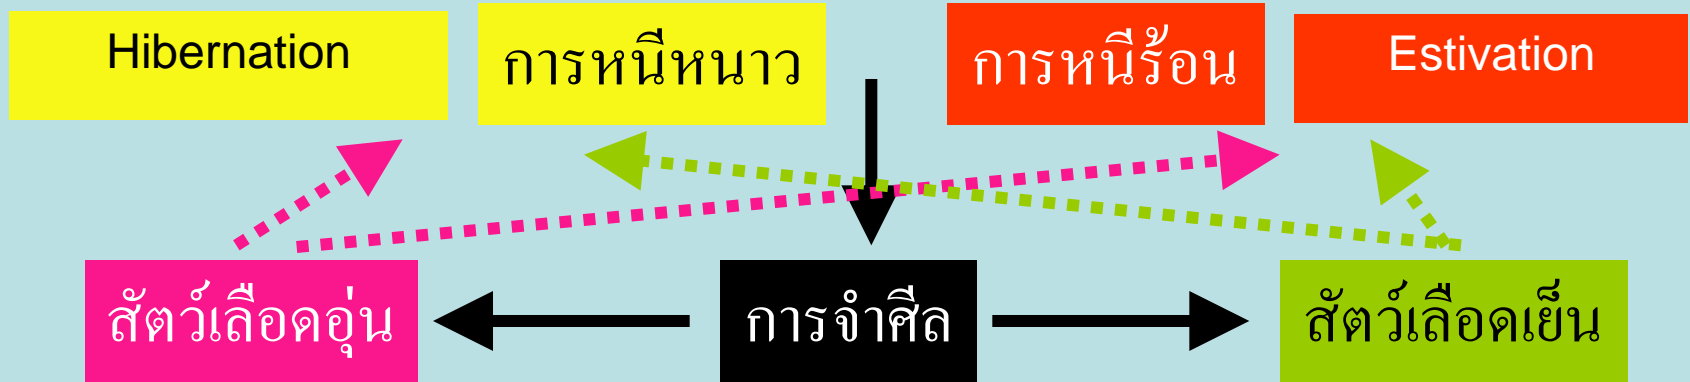 Hibernation
การหนีหนาว
การหนีร้อน
Estivation
สัตว์เลือดอุ่น
การจำศีล
สัตว์เลือดเย็น